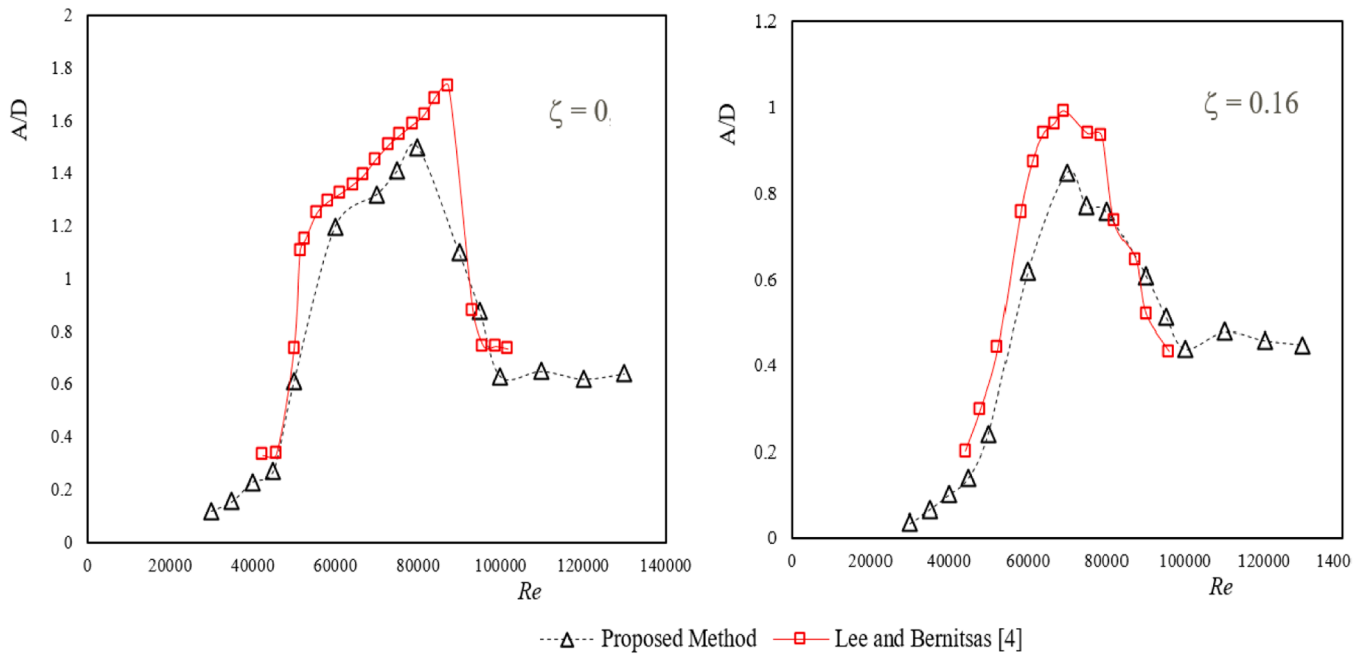 2
1.8
1.6
1.4
1.2
1
0.8
0.6
0.4
0.2
0
A/D
ζ = 0.
0 20000 40000 60000 80000 100000 120000 140000
Re
1.2
1
0.8
0.6
0.4
0.2
0
A/D
ζ = 0.16
0 20000 40000 60000 80000 100000 120000 1400
Re
Proposed Method Lee and Bernitsas [4]